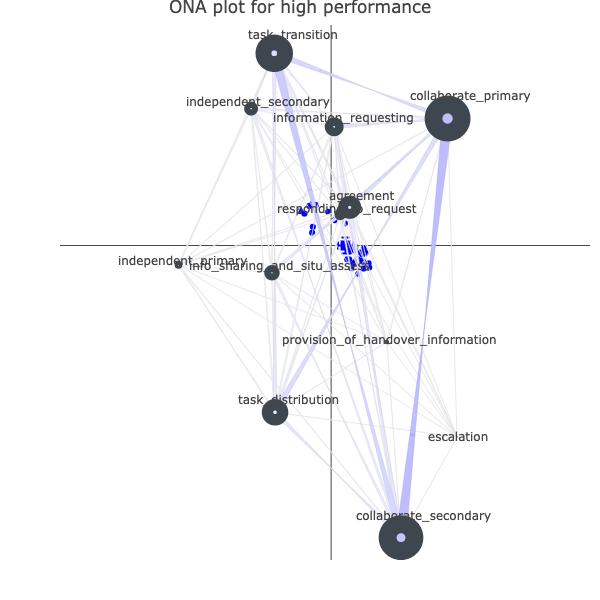 ONA plot for high performance
task_transition
collaborate_primary
independent_secondary
information_requesting
agreement
responding_to_request
independent_primary
info_sharing_and_situ_assess
provision_of_handover_information
task_distribution
escalation
collaborate_secondary